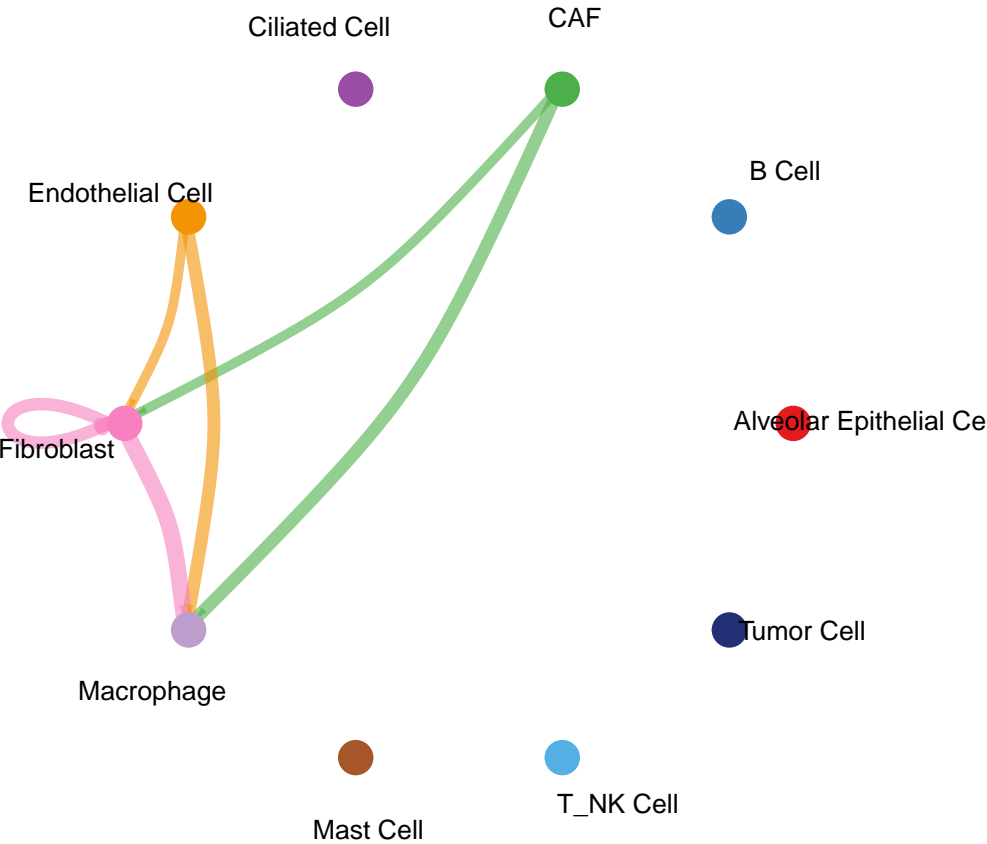 CAF
Ciliated Cell
B Cell
Endothelial Cell
Alveolar Epithelial Ce
Fibroblast
Tumor Cell
Macrophage
T_NK Cell
Mast Cell